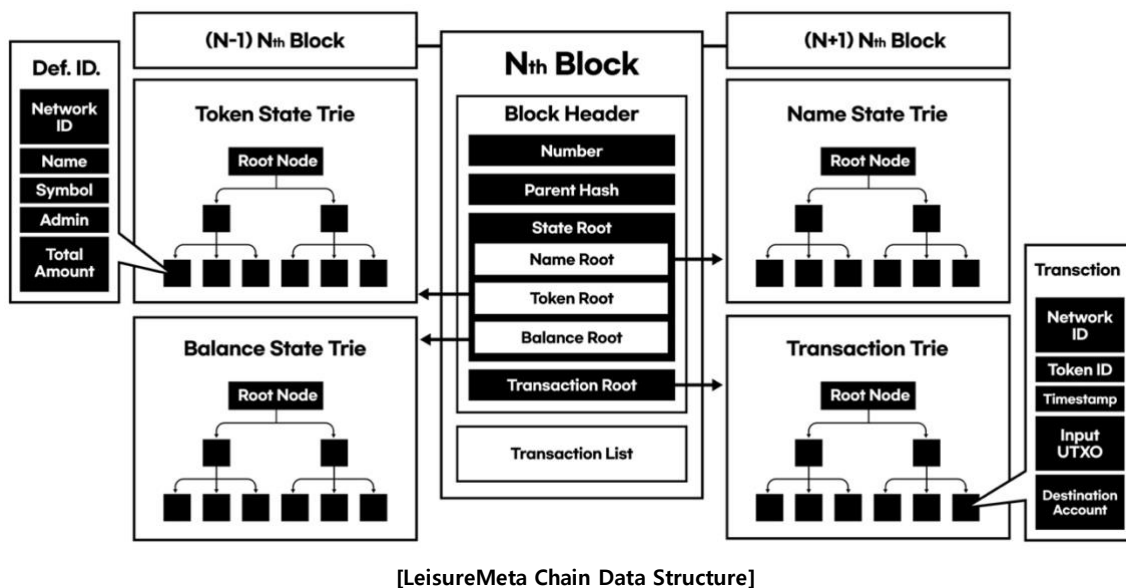 (N-1) Nth Block
Nth Block
(N+1) Nth Block
Def. ID.
Network
ID
Name
Symbol
Admin
Total
Amount
Token State Trie
Root Node
Balance State Trie
Root Node
Block Header
Number
Parent Hash
State Root
Name Root
Token Root
Balance Root
Transaction Root
Transaction List
Name State Trie
Root Node
Transaction Trie
Root Node
Transction
Network
ID
Token ID
Timestamp
Input
UTXO
Destination
Account
[LeisureMeta Chain Data Structure]